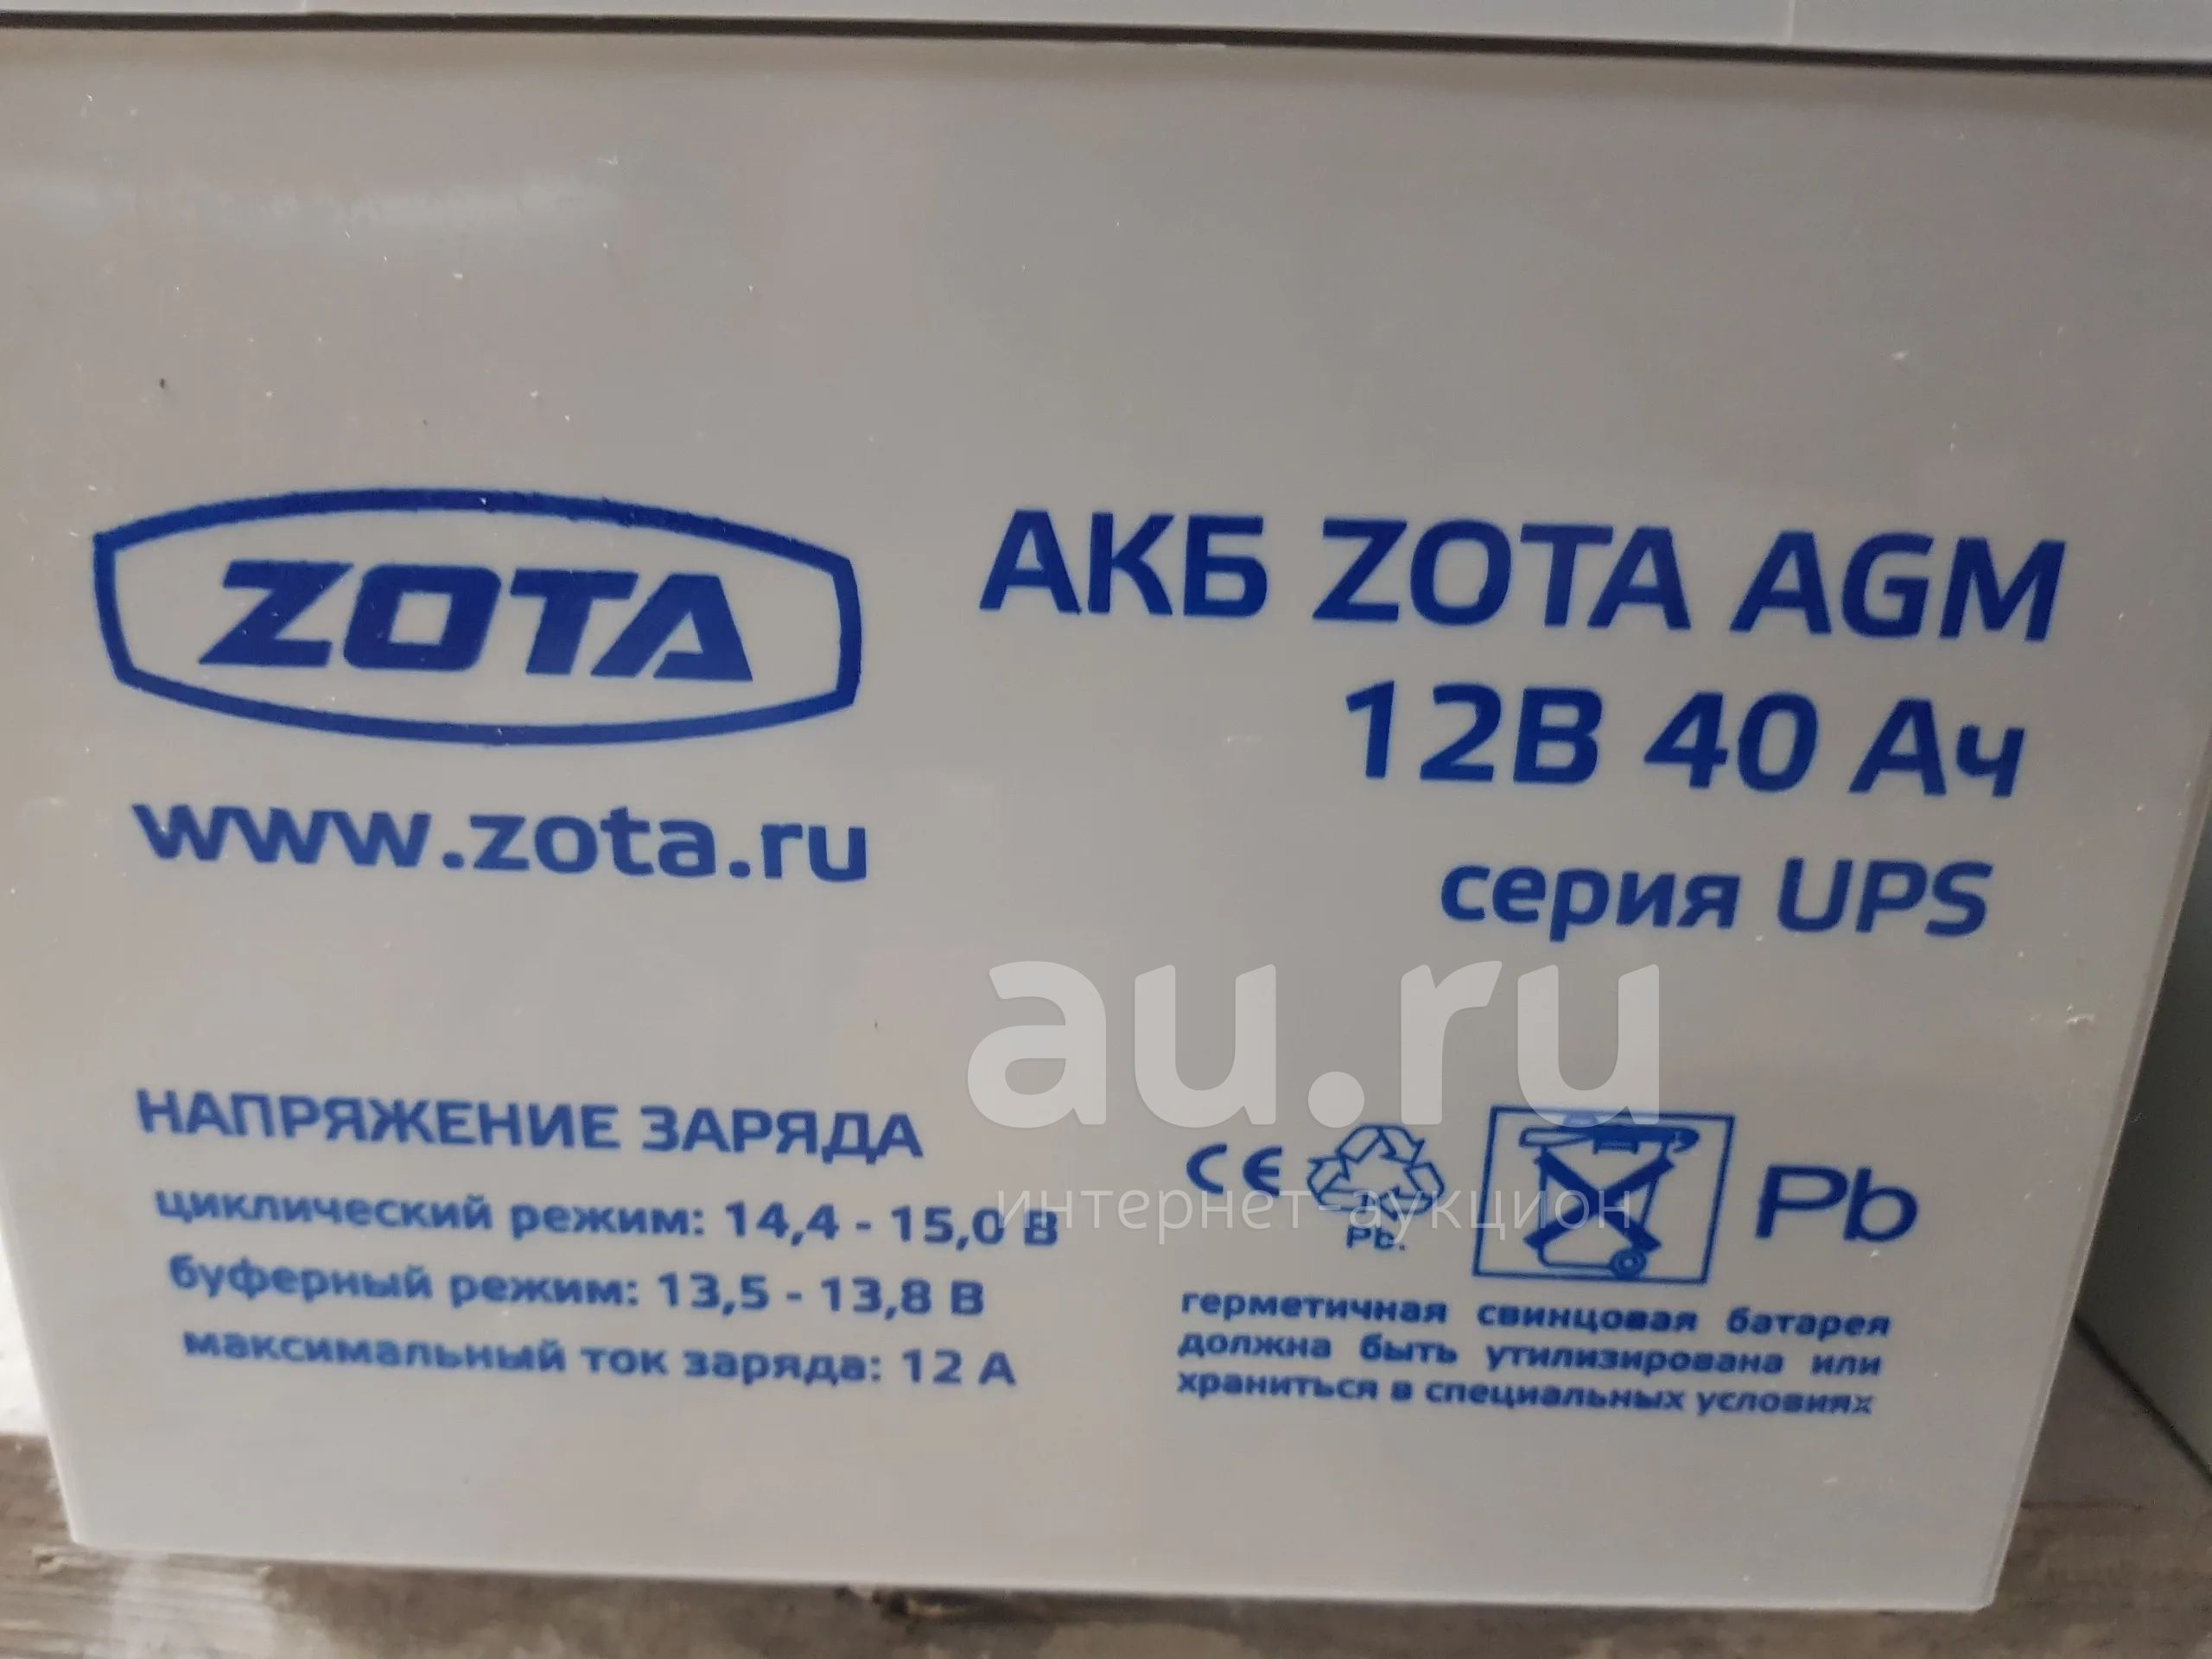 ZOTA
www.zota.ru
АКБ ZOTA AGM
12В 40 Ач
серия UPS
au.ru
интернет-аукцион
НАПРЯЖЕНИЕ ЗАРЯДА
циклический режим: 14,4 - 15,0 В
буферный режим: 13,5 - 13,8 В
максимальный ток заряда: 12 А
CE
Pb.
Pb
герметичная свинцовая батарея
должна быть утилизирована или
храниться в специальных условиях